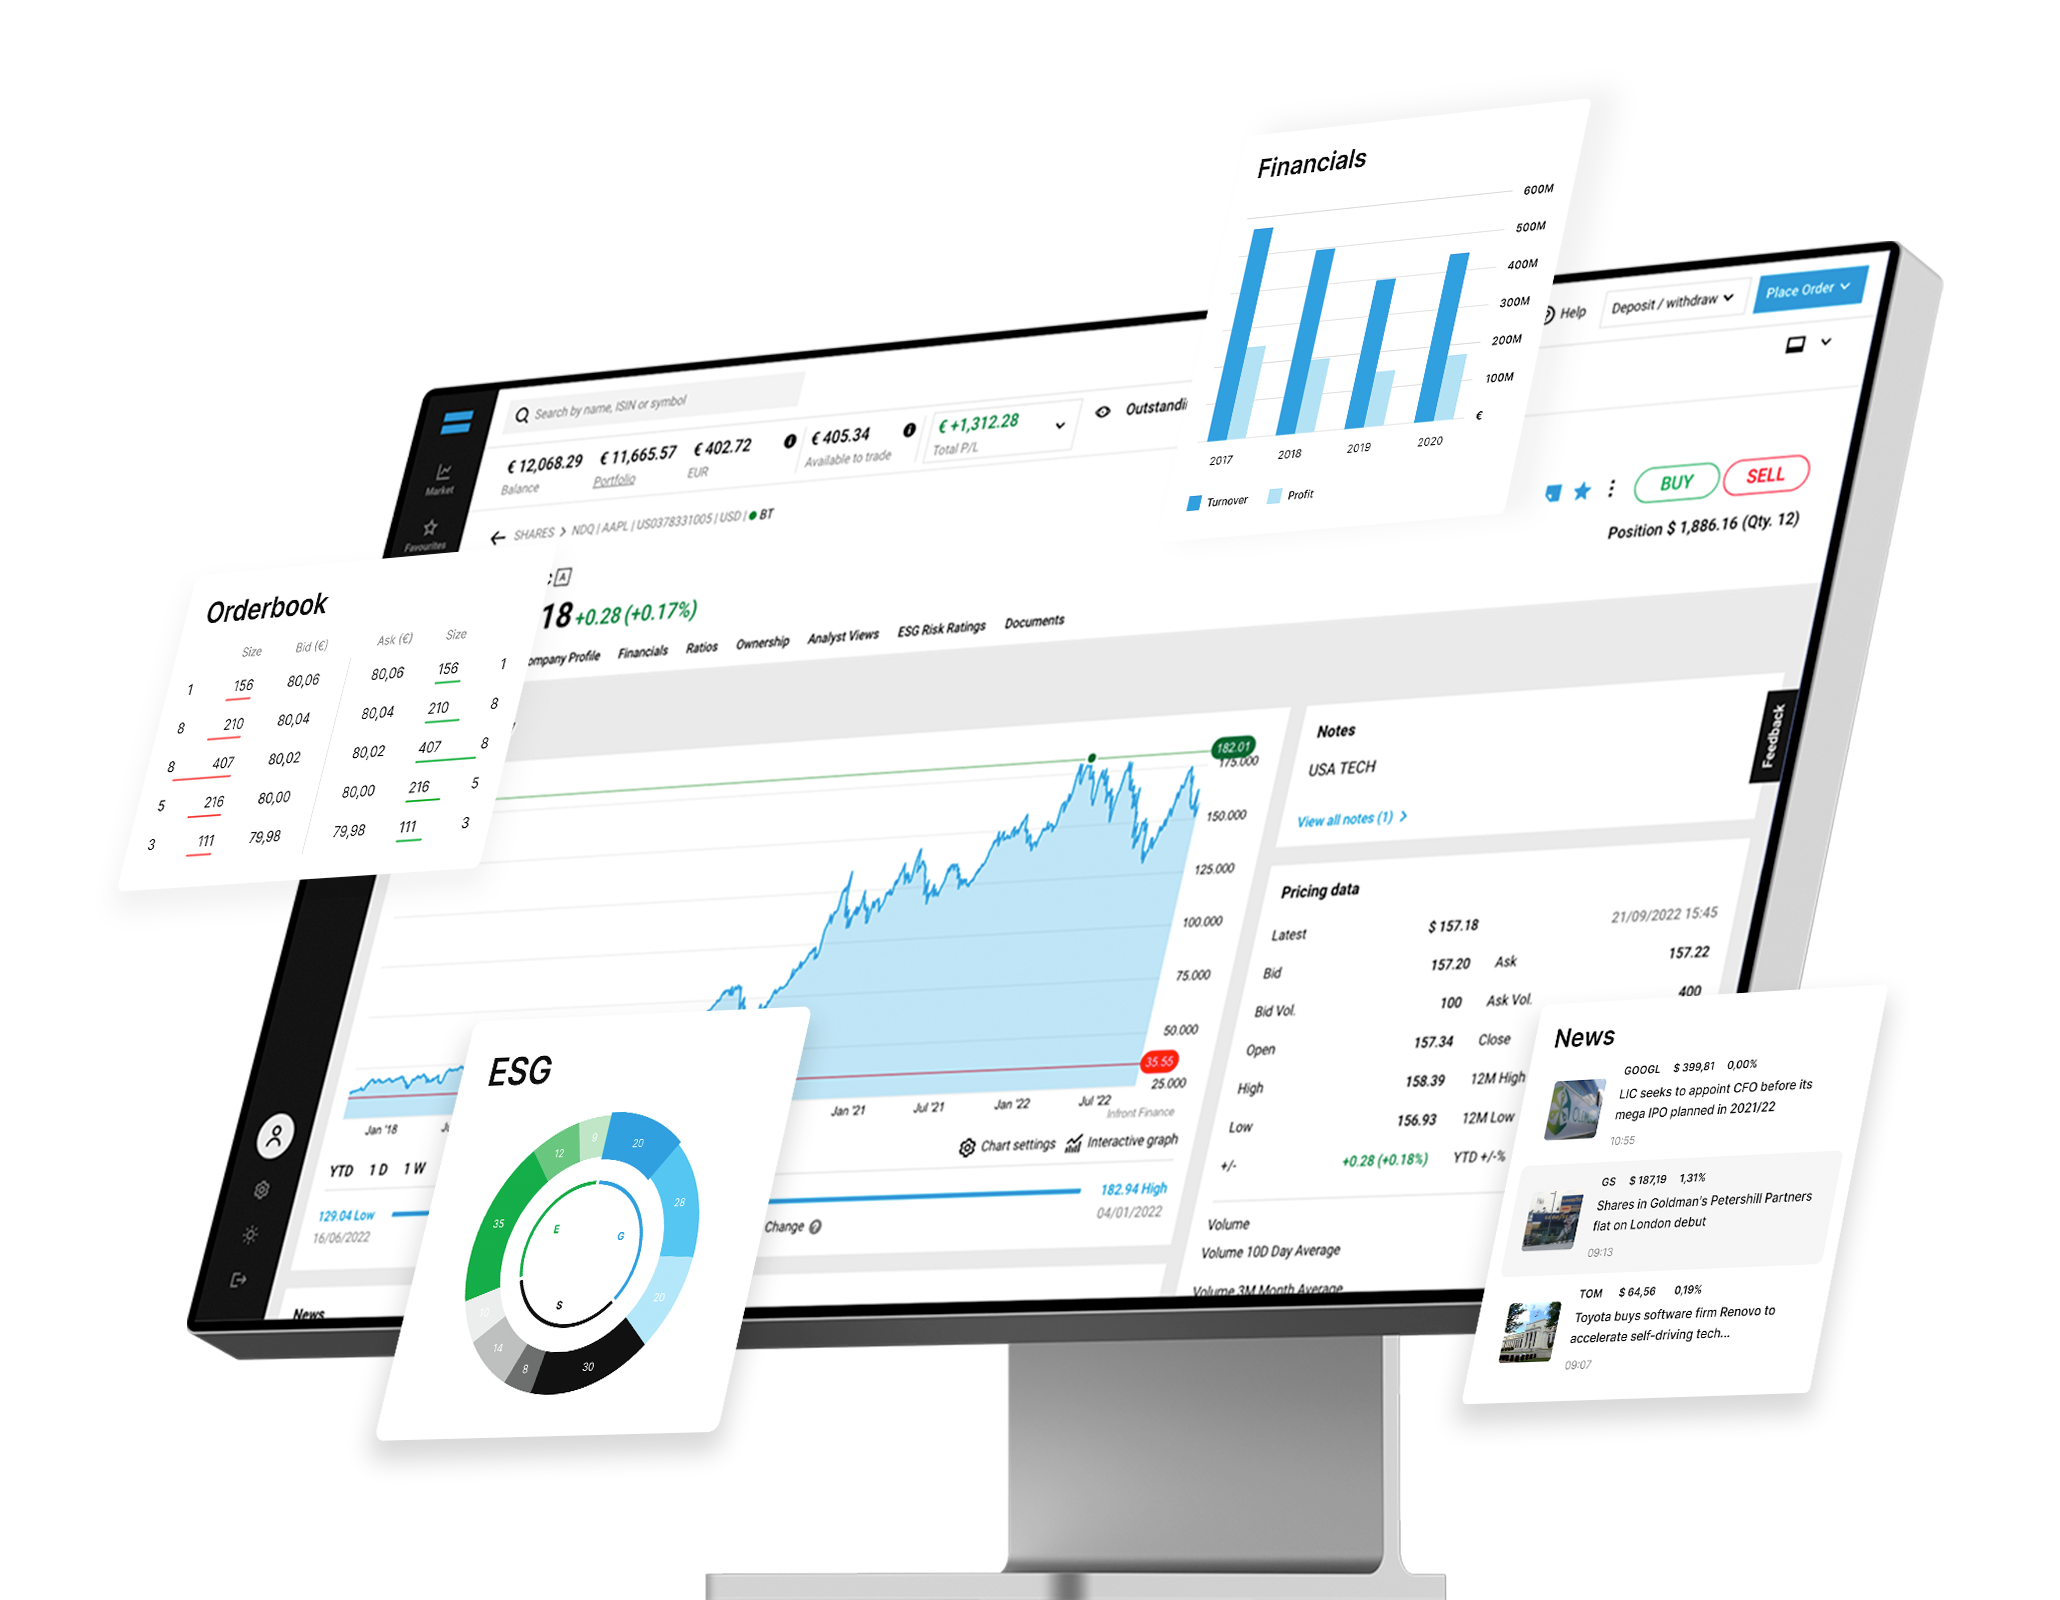 Financials
600M
500M
400M
300M
200M
100M
€
2017 2018 2019 2020
Turnover Profit
Help
Deposit / withdraw
Place Order
Search by name, ISIN or symbol
€ 12,068.29 € 11,665.57 € 402.72 € 405.34 € +1,312.28
Balance Portfolio EUR Available to trade Total P/L
Market
Favourites
SHARES > NDQ | AAPL | US0378331005 | USD | BT
BUY SELL
Position $ 1,886.16 (Qty. 12)
A
18 +0.28 (+0.17%)
Financials Ratios Ownership Analyst Views ESG Risk Ratings Documents
Orderbook
Size Bid (€) Ask (€) Size
1 156 80,06 80,06 156 1
8 210 80,04 80,04 210 8
8 407 80,02 80,02 407 8
5 216 80,00 80,00 216 5
3 111 79,98 79,98 111 3
182.01
175.000
150.000
125.000
100.000
75.000
50.000
35.55
25.000
Jan '18
Jan '21 Jul '21 Jan '22 Jul '22
Infront Finance
Chart settings Interactive graph
YTD 1 D 1 W
129.04 Low
16/06/2022
182.94 High
04/01/2022
Change
News
Notes
USA TECH
View all notes (1) >
Feedback
Pricing data
21/09/2022 15:45
Latest $ 157.18
Bid 157.20 Ask 157.22
Bid Vol. 100 Ask Vol. 400
Open 157.34 Close
High 158.39 12M High
Low 156.93 12M Low
+/- +0.28 (+0.18%) YTD +/-%
Volume
Volume 10D Day Average
Volume 3M Month Average
ESG
9 20
12 28
35 20
10 30
14 8
E G
S
News
GOOGL $ 399,81 0,00%
LIC seeks to appoint CFO before its
mega IPO planned in 2021/22
10:55
GS $ 187,19 1,31%
Shares in Goldman's Petershill Partners
flat on London debut
09:13
TOM $ 64,56 0,19%
Toyota buys software firm Renovo to
accelerate self-driving tech...
09:07